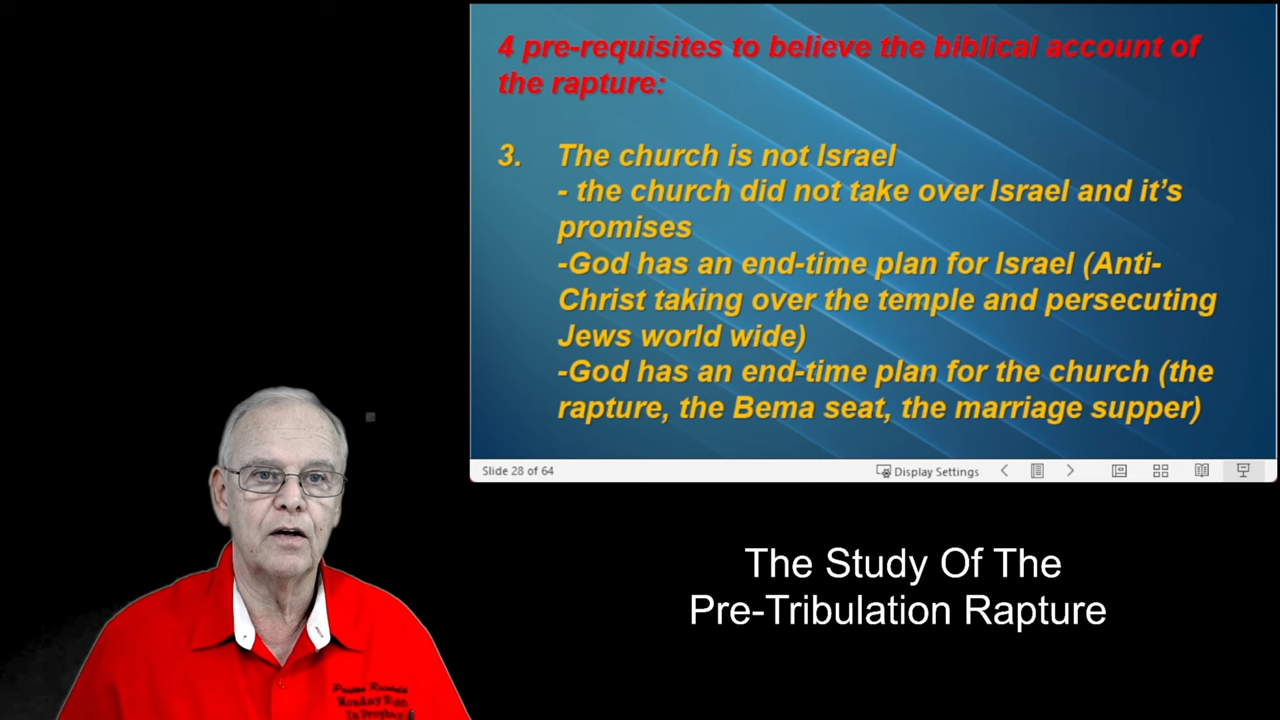 4 pre-requisites to believe the biblical account of
the rapture:
3. The church is not Israel
- the church did not take over Israel and it's
promises
-God has an end-time plan for Israel (Anti-
Christ taking over the temple and persecuting
Jews world wide)
-God has an end-time plan for the church (the
rapture, the Bema seat, the marriage supper)
Slide 28 of 64
Display Settings
The Study Of The
Pre-Tribulation Rapture
In